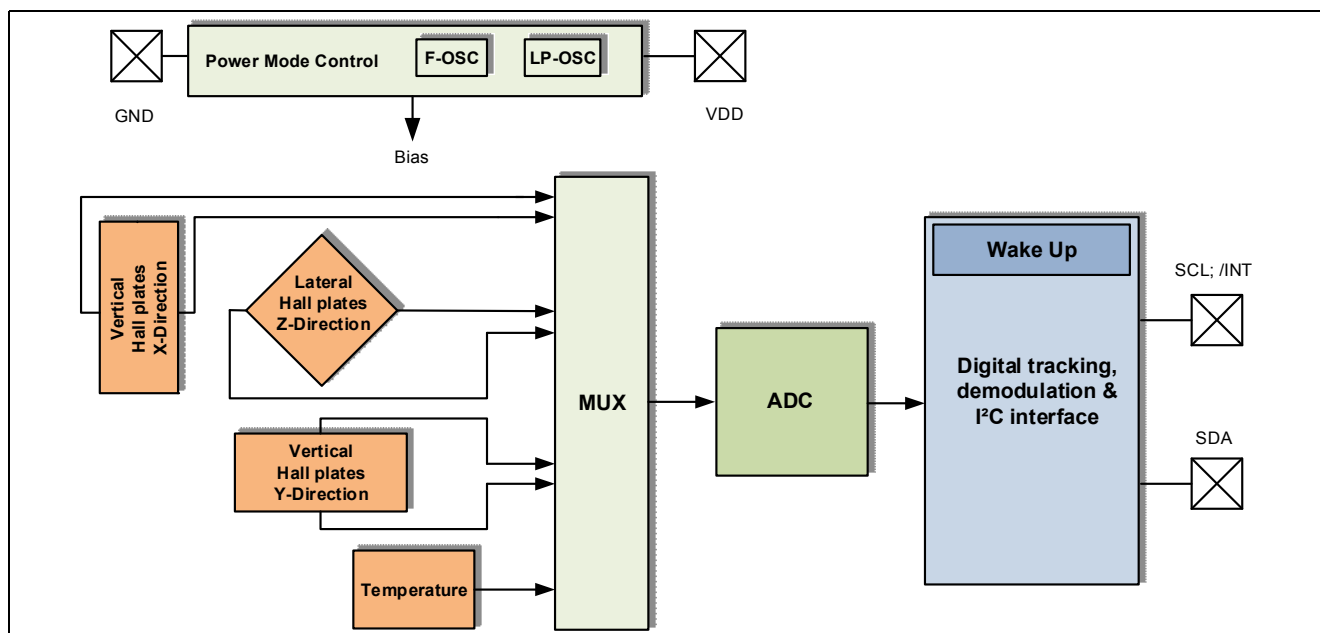 Power Mode Control
F-OSC
LP-OSC
GND
VDD
Bias
Vertical
Hall plates
X-Direction
Lateral
Hall plates
Z-Direction
Vertical
Hall plates
Y-Direction
Temperature
MUX
ADC
Wake Up
Digital tracking,
demodulation &
I²C interface
SCL; /INT
SDA